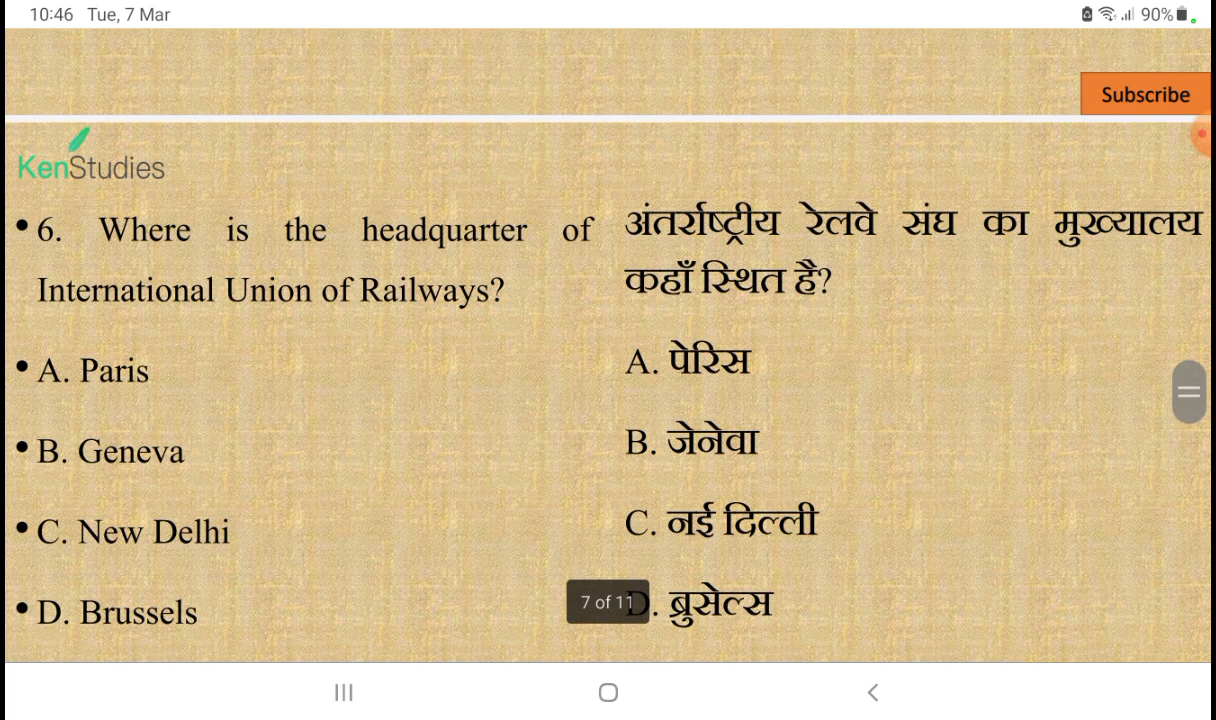 10:46 Tue, 7 Mar 90%
Subscribe
KenStudies
• 6. Where is the headquarter of
International Union of Railways?
• A. Paris
• B. Geneva
• C. New Delhi
• D. Brussels
अंतर्राष्ट्रीय रेलवे संघ का मुख्यालय
कहाँ स्थित है?
A. पेरिस
B. जेनेवा
C. नई दिल्ली
D. ब्रुसेल्स
7 of 11